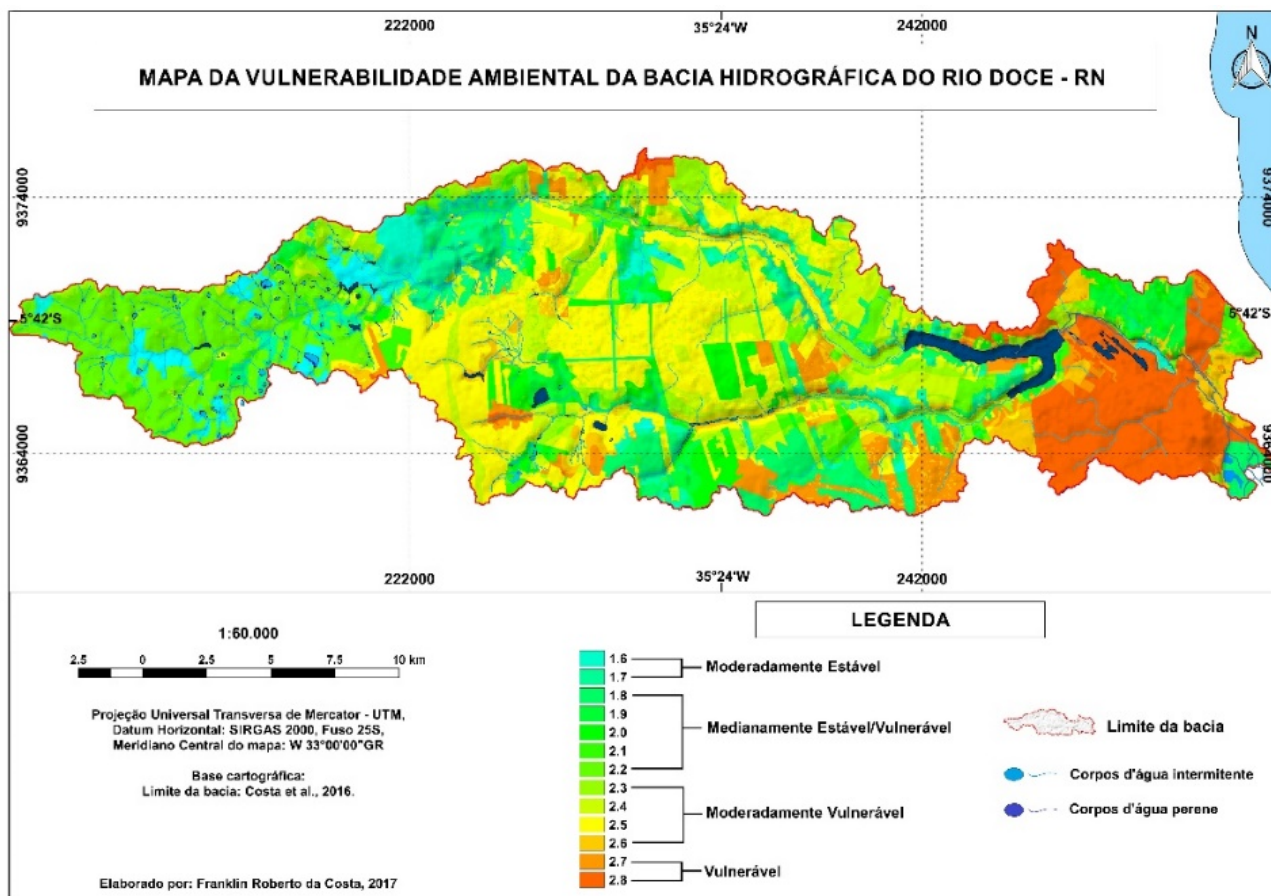 222000
35°24'W
242000
N
MAPA DA VULNERABILIDADE AMBIENTAL DA BACIA HIDROGRÁFICA DO RIO DOCE - RN
9374000
9374000
5°42'S
5°42'S
9364000
9364000
222000
35°24'W
242000
1:60.000
2.5 0 2.5 5 7.5 10 km
Projeção Universal Transversa de Mercator - UTM,
Datum Horizontal: SIRGAS 2000, Fuso 25S,
Meridiano Central do mapa: W 33°00'00"GR
Base cartográfica:
Limite da bacia: Costa et al., 2016.
Elaborado por: Franklin Roberto da Costa, 2017
LEGENDA
1.6
1.7
Moderadamente Estável
1.8
1.9
2.0
2.1
2.2
Medianamente Estável/Vulnerável
2.3
2.4
2.5
2.6
Moderadamente Vulnerável
2.7
2.8
Vulnerável
Limite da bacia
Corpos d'água intermitente
Corpos d'água perene